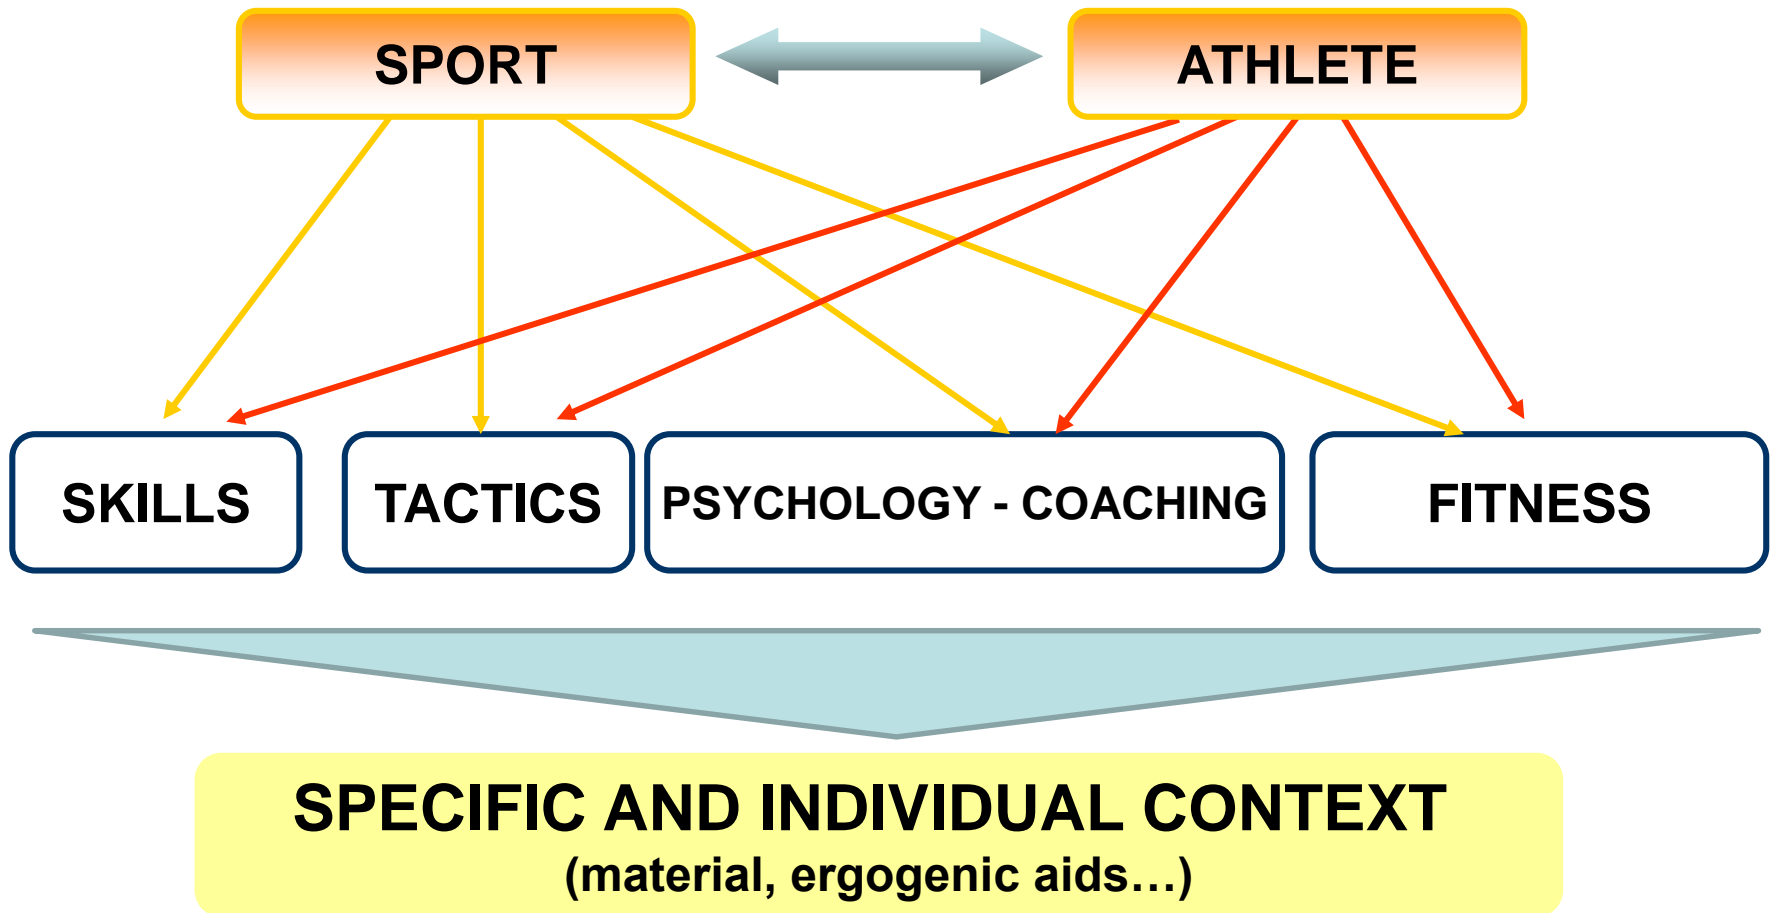 SPORT
ATHLETE
SKILLS
TACTICS
PSYCHOLOGY - COACHING
FITNESS
SPECIFIC AND INDIVIDUAL CONTEXT
(material, ergogenic aids…)